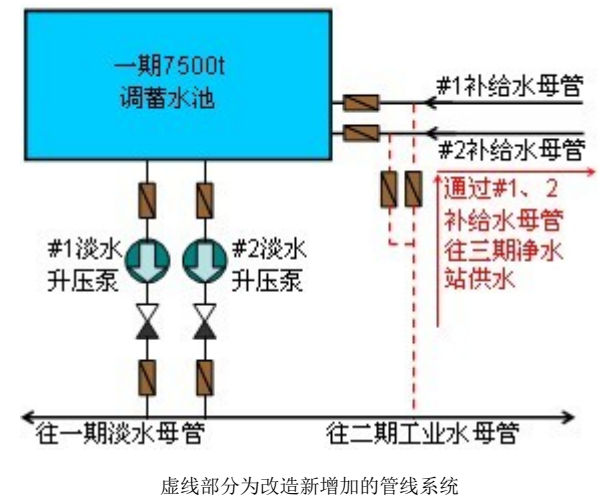 一期7500t
调蓄水池
#1补给水母管
#2补给水母管
通过#1、2
补给水母管
往三期净水
站供水
#1淡水
升压泵
#2淡水
升压泵
往一期淡水母管
往二期工业水母管
虚线部分为改造新增加的管线系统